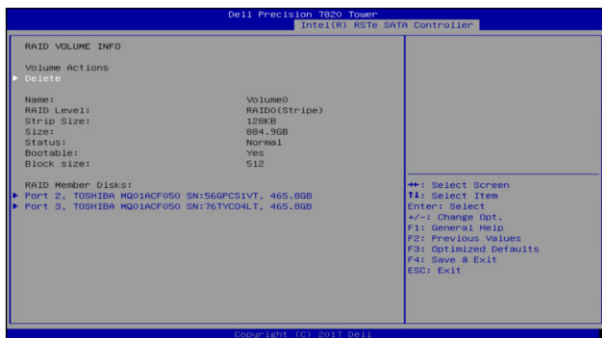 Dell Precision 7820 Tower
Intel(R) RSTe SATA Controller
RAID VOLUME INFO
Volume Actions
Delete
Name: Volume0
RAID Level: RAID0(Stripe)
Strip Size: 128KB
Size: 884.9GB
Status: Normal
Bootable: Yes
Block size: 512
RAID Member Disks:
Port 2, TOSHIBA MQ01ACF050 SN:56GPCS1VT, 465.8GB
Port 3, TOSHIBA MQ01ACF050 SN:76TYCO4LT, 465.8GB
→←: Select Screen
↑↓: Select Item
Enter: Select
+/-: Change Opt.
F1: General Help
F2: Previous Values
F3: Optimized Defaults
F4: Save & Exit
ESC: Exit
Copyright (C) 2017 Dell